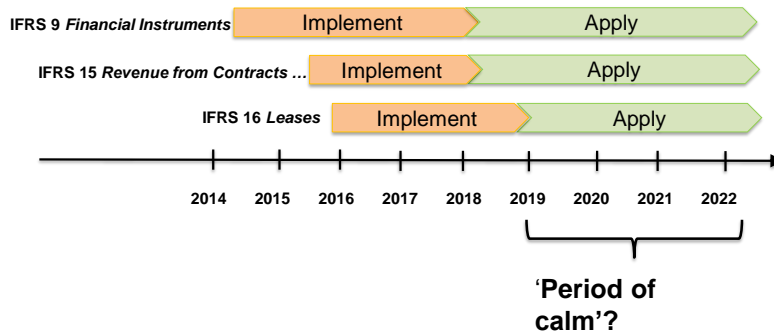 IFRS 9 Financial Instruments Implement Apply
IFRS 15 Revenue from Contracts … Implement Apply
IFRS 16 Leases Implement Apply
2014 2015 2016 2017 2018 2019 2020 2021 2022
‘Period of
calm’?